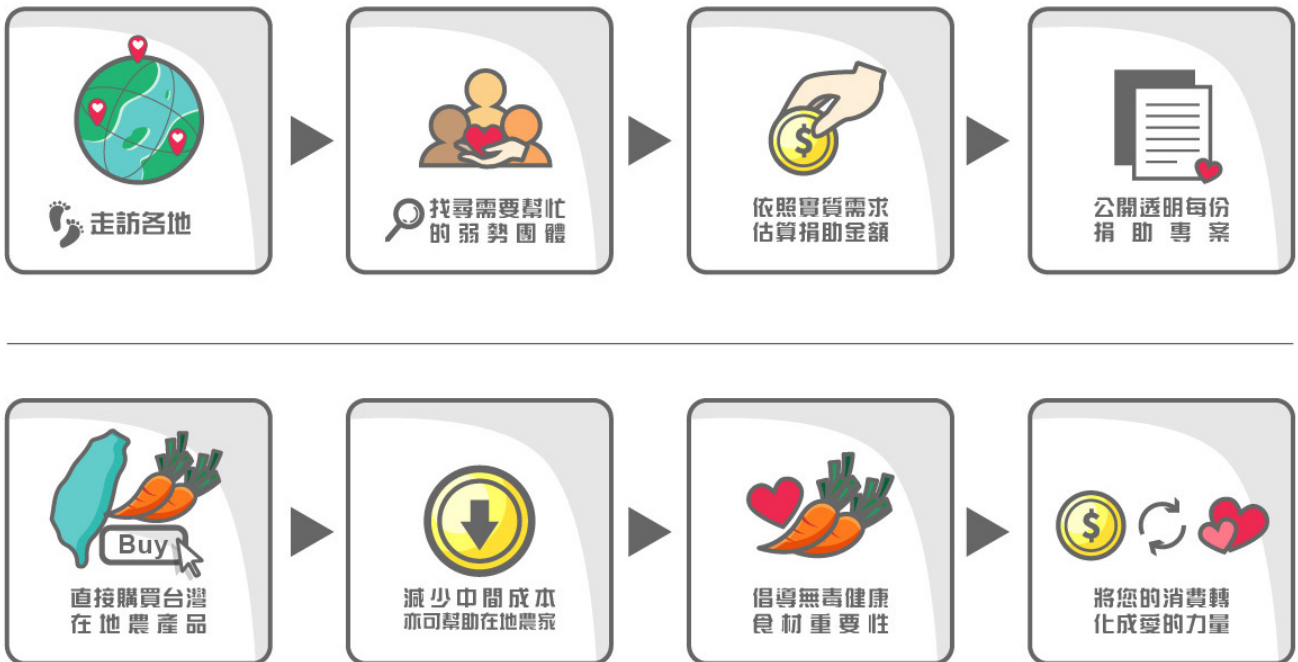 走訪各地
找尋需要幫忙
的弱勢團體
依照實質需求
估算捐助金額
$
公開透明每份
捐助專案
Buy
直接購買台灣
在地農產品
減少中間成本
亦可幫助在地農家
倡導無毒健康
食材重要性
$
將您的消費轉
化成愛的力量